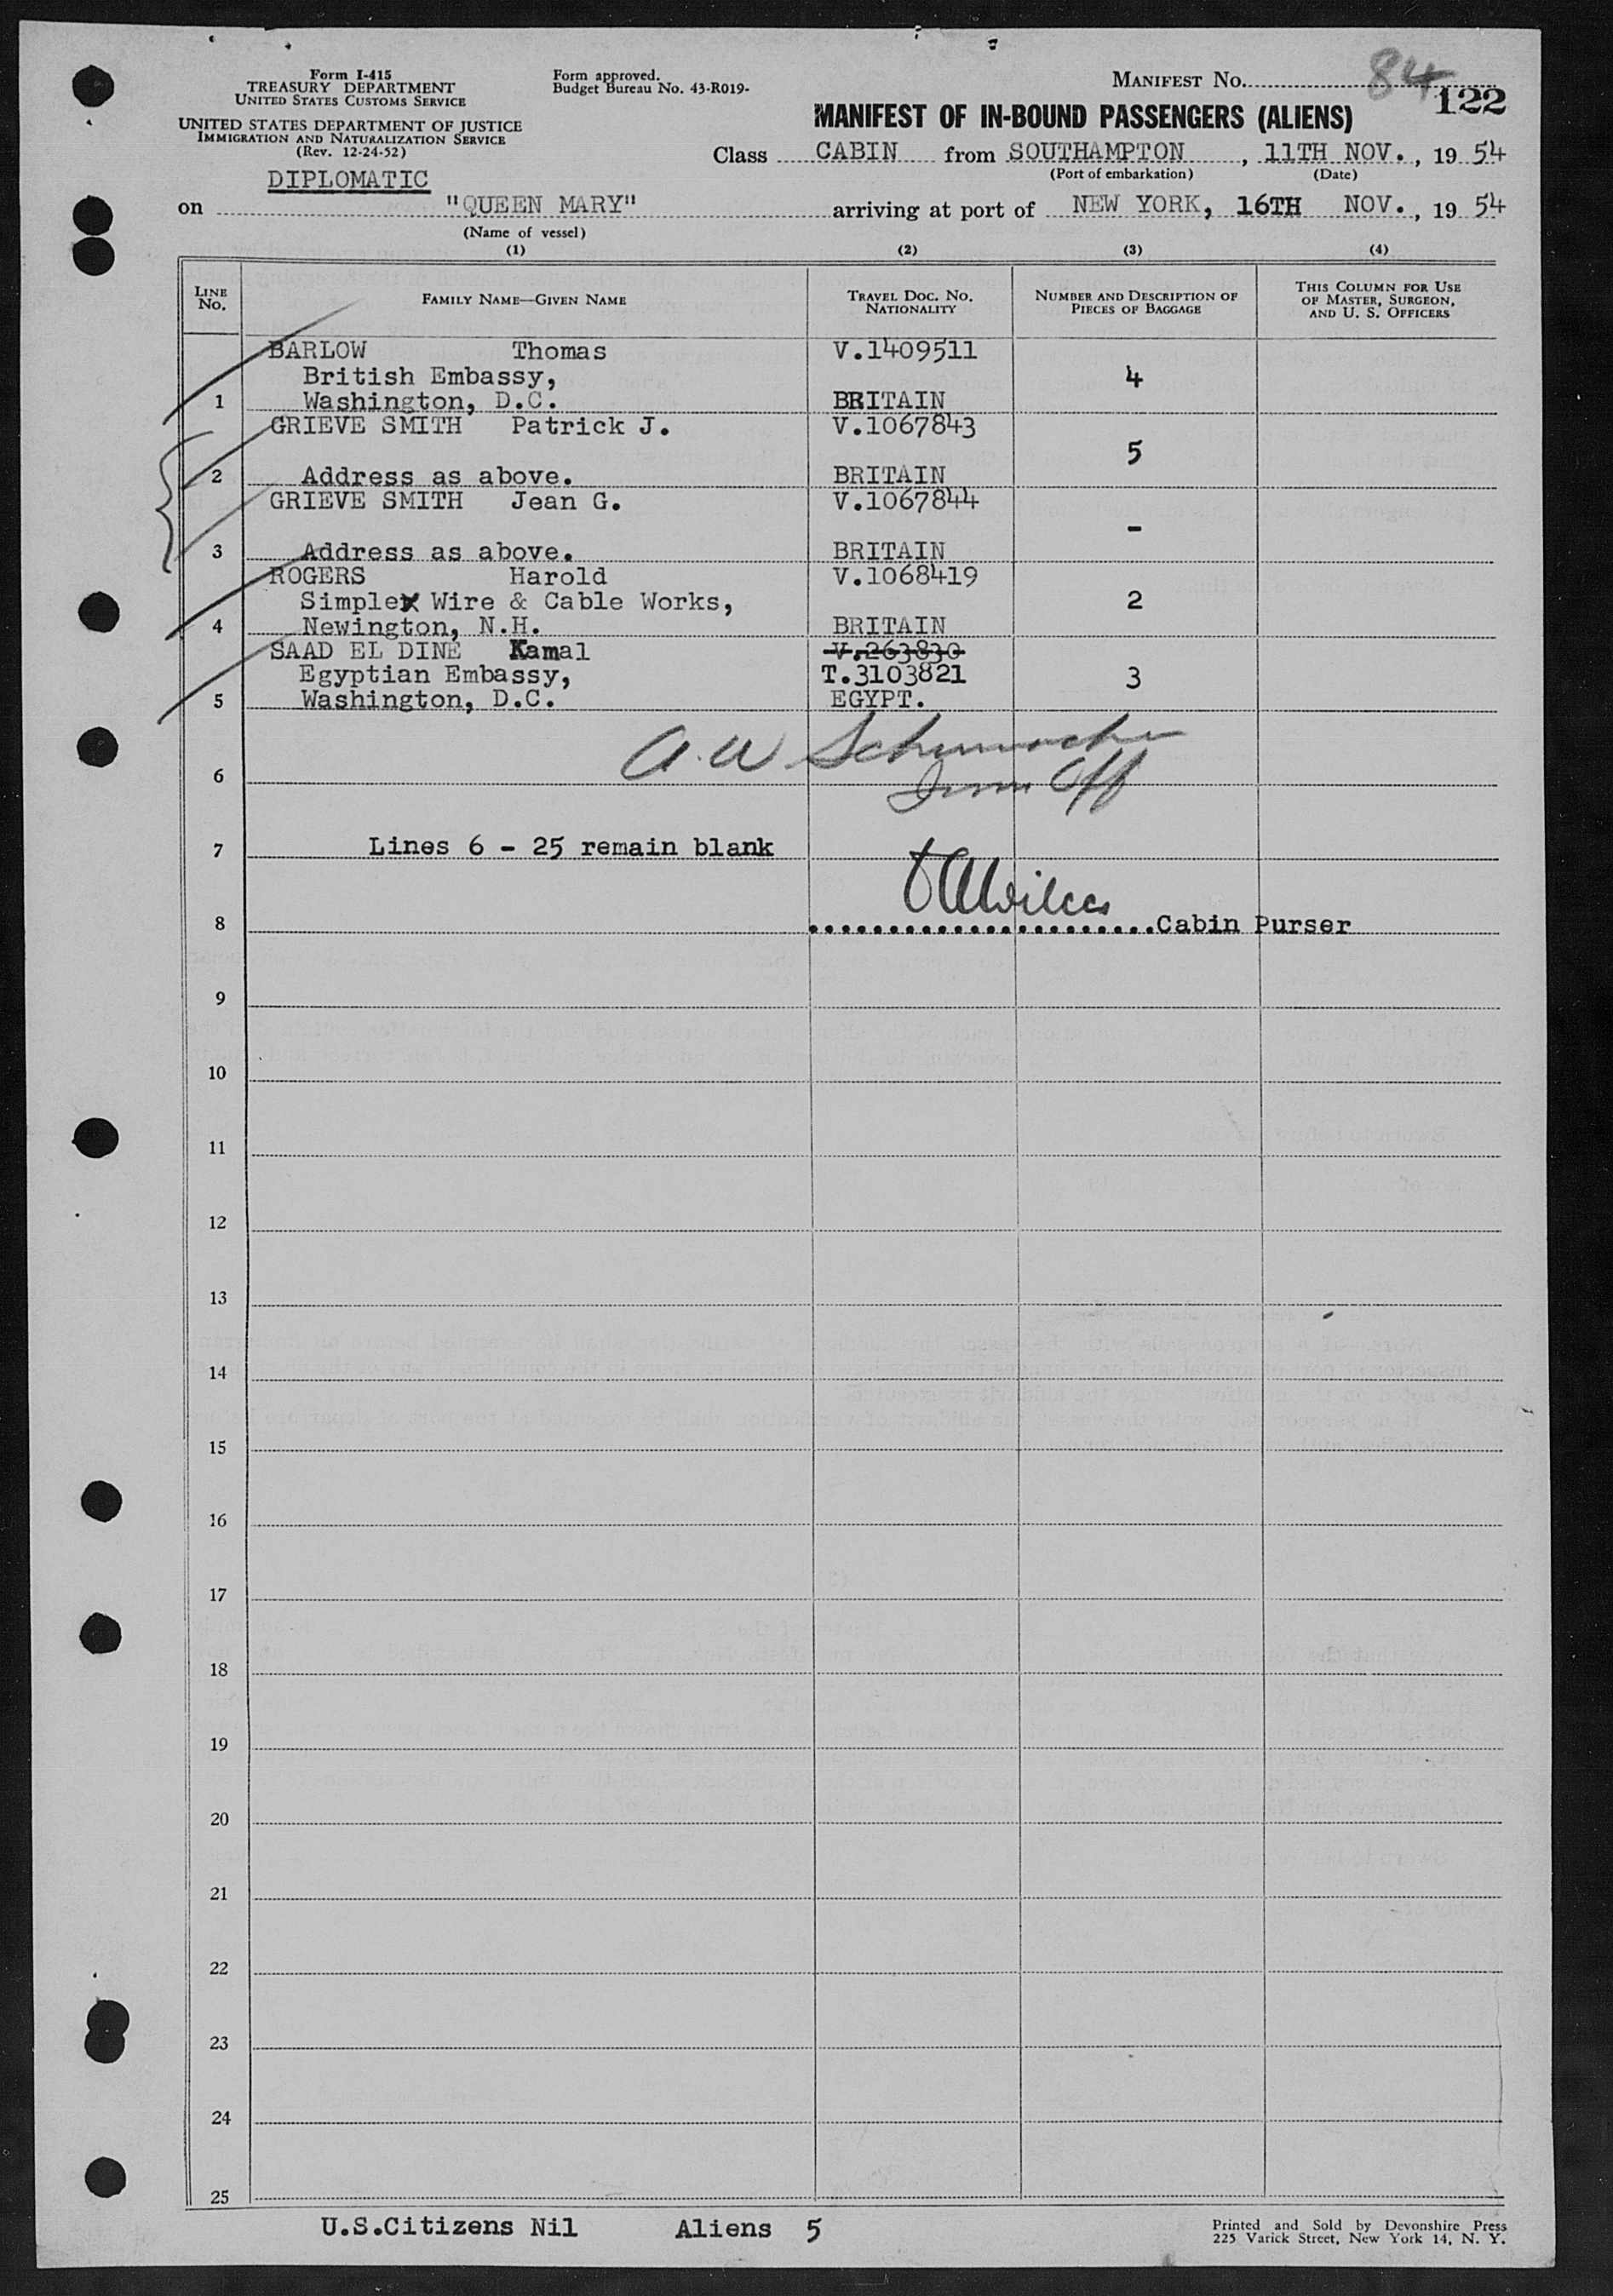 Form I-415
TREASURY DEPARTMENT
UNITED STATES CUSTOMS SERVICE
UNITED STATES DEPARTMENT OF JUSTICE
IMMIGRATION AND NATURALIZATION SERVICE
(Rev. 12-24-52)
Form approved.
Budget Bureau No. 43-R019-
MANIFEST No. 84
122
MANIFEST OF IN-BOUND PASSENGERS (ALIENS)
Class CABIN from SOUTHAMPTON, 11TH NOV., 19 54
(Port of embarkation) (Date)
DIPLOMATIC
on "QUEEN MARY" arriving at port of NEW YORK, 16TH NOV., 19 54
(Name of vessel)
(1) (2) (3) (4)
LINE No. FAMILY NAME—GIVEN NAME TRAVEL DOC. No. NATIONALITY NUMBER AND DESCRIPTION OF PIECES OF BAGGAGE THIS COLUMN FOR USE OF MASTER, SURGEON, AND U. S. OFFICERS
BARLOW Thomas V.1409511
British Embassy, 4
1 Washington, D.C. BRITAIN
GRIEVE SMITH Patrick J. V.1067843
5
2 Address as above. BRITAIN
GRIEVE SMITH Jean G. V.1067844
-
3 Address as above. BRITAIN
ROGERS Harold V.1068419
Simplex Wire & Cable Works, 2
4 Newington, N.H. BRITAIN
SAAD EL DINE Kamal V.263830
Egyptian Embassy, T.3103821 3
5 Washington, D.C. EGYPT.
A. W. Schumacher
6 Imm Off
7 Lines 6 - 25 remain blank
8 Cabin Purser
9
10
11
12
13
14
15
16
17
18
19
20
21
22
23
24
25
U.S.Citizens Nil Aliens 5
Printed and Sold by Devonshire Press
225 Varick Street, New York 14, N. Y.